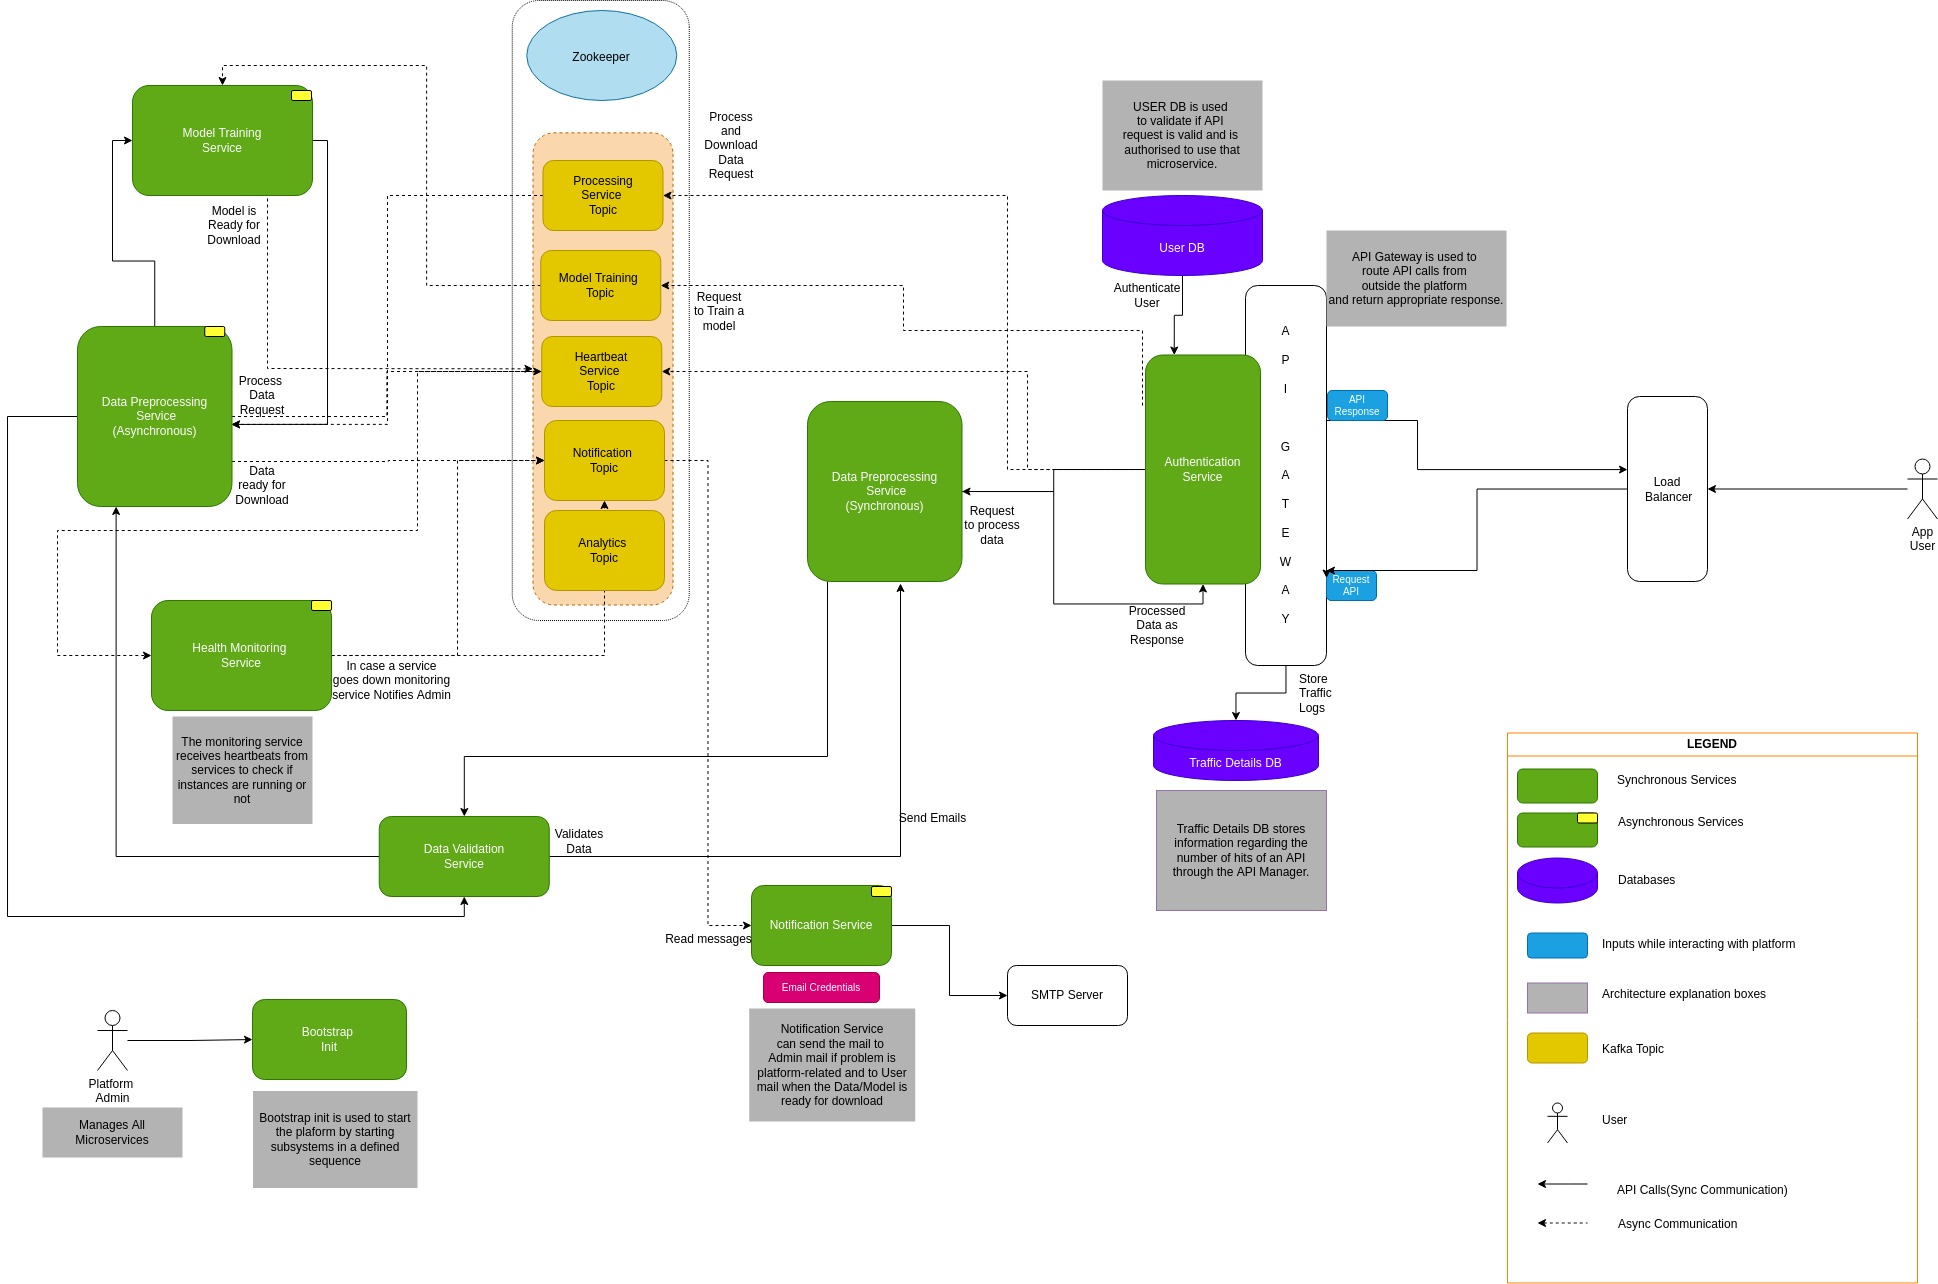 Zookeeper
Model Training
Service
Model is
Ready for
Download
Processing
Service
Topic
Model Training
Topic
Heartbeat
Service
Topic
Notification
Topic
Analytics
Topic
Process
and
Download
Data
Request
Request
to Train a
model
USER DB is used
to validate if API
request is valid and is
authorised to use that
microservice.
User DB
Authenticate
User
API Gateway is used to
route API calls from
outside the platform
and return appropriate response.
A
P
I
G
A
T
E
W
A
Y
API
Response
Request
API
Load
Balancer
App
User
Authentication
Service
Data Preprocessing
Service
(Synchronous)
Request
to process
data
Processed
Data as
Response
Store
Traffic
Logs
Traffic Details DB
Traffic Details DB stores
information regarding the
number of hits of an API
through the API Manager.
Data Preprocessing
Service
(Asynchronous)
Process
Data
Request
Data
ready for
Download
Health Monitoring
Service
In case a service
goes down monitoring
service Notifies Admin
The monitoring service
receives heartbeats from
services to check if
instances are running or
not
Data Validation
Service
Validates
Data
Send Emails
Read messages
Notification Service
Email Credentials
Notification Service
can send the mail to
Admin mail if problem is
platform-related and to User
mail when the Data/Model is
ready for download
SMTP Server
Platform
Admin
Manages All
Microservices
Bootstrap
Init
Bootstrap init is used to start
the plaform by starting
subsystems in a defined
sequence
LEGEND
Synchronous Services
Asynchronous Services
Databases
Inputs while interacting with platform
Architecture explanation boxes
Kafka Topic
User
API Calls(Sync Communication)
Async Communication